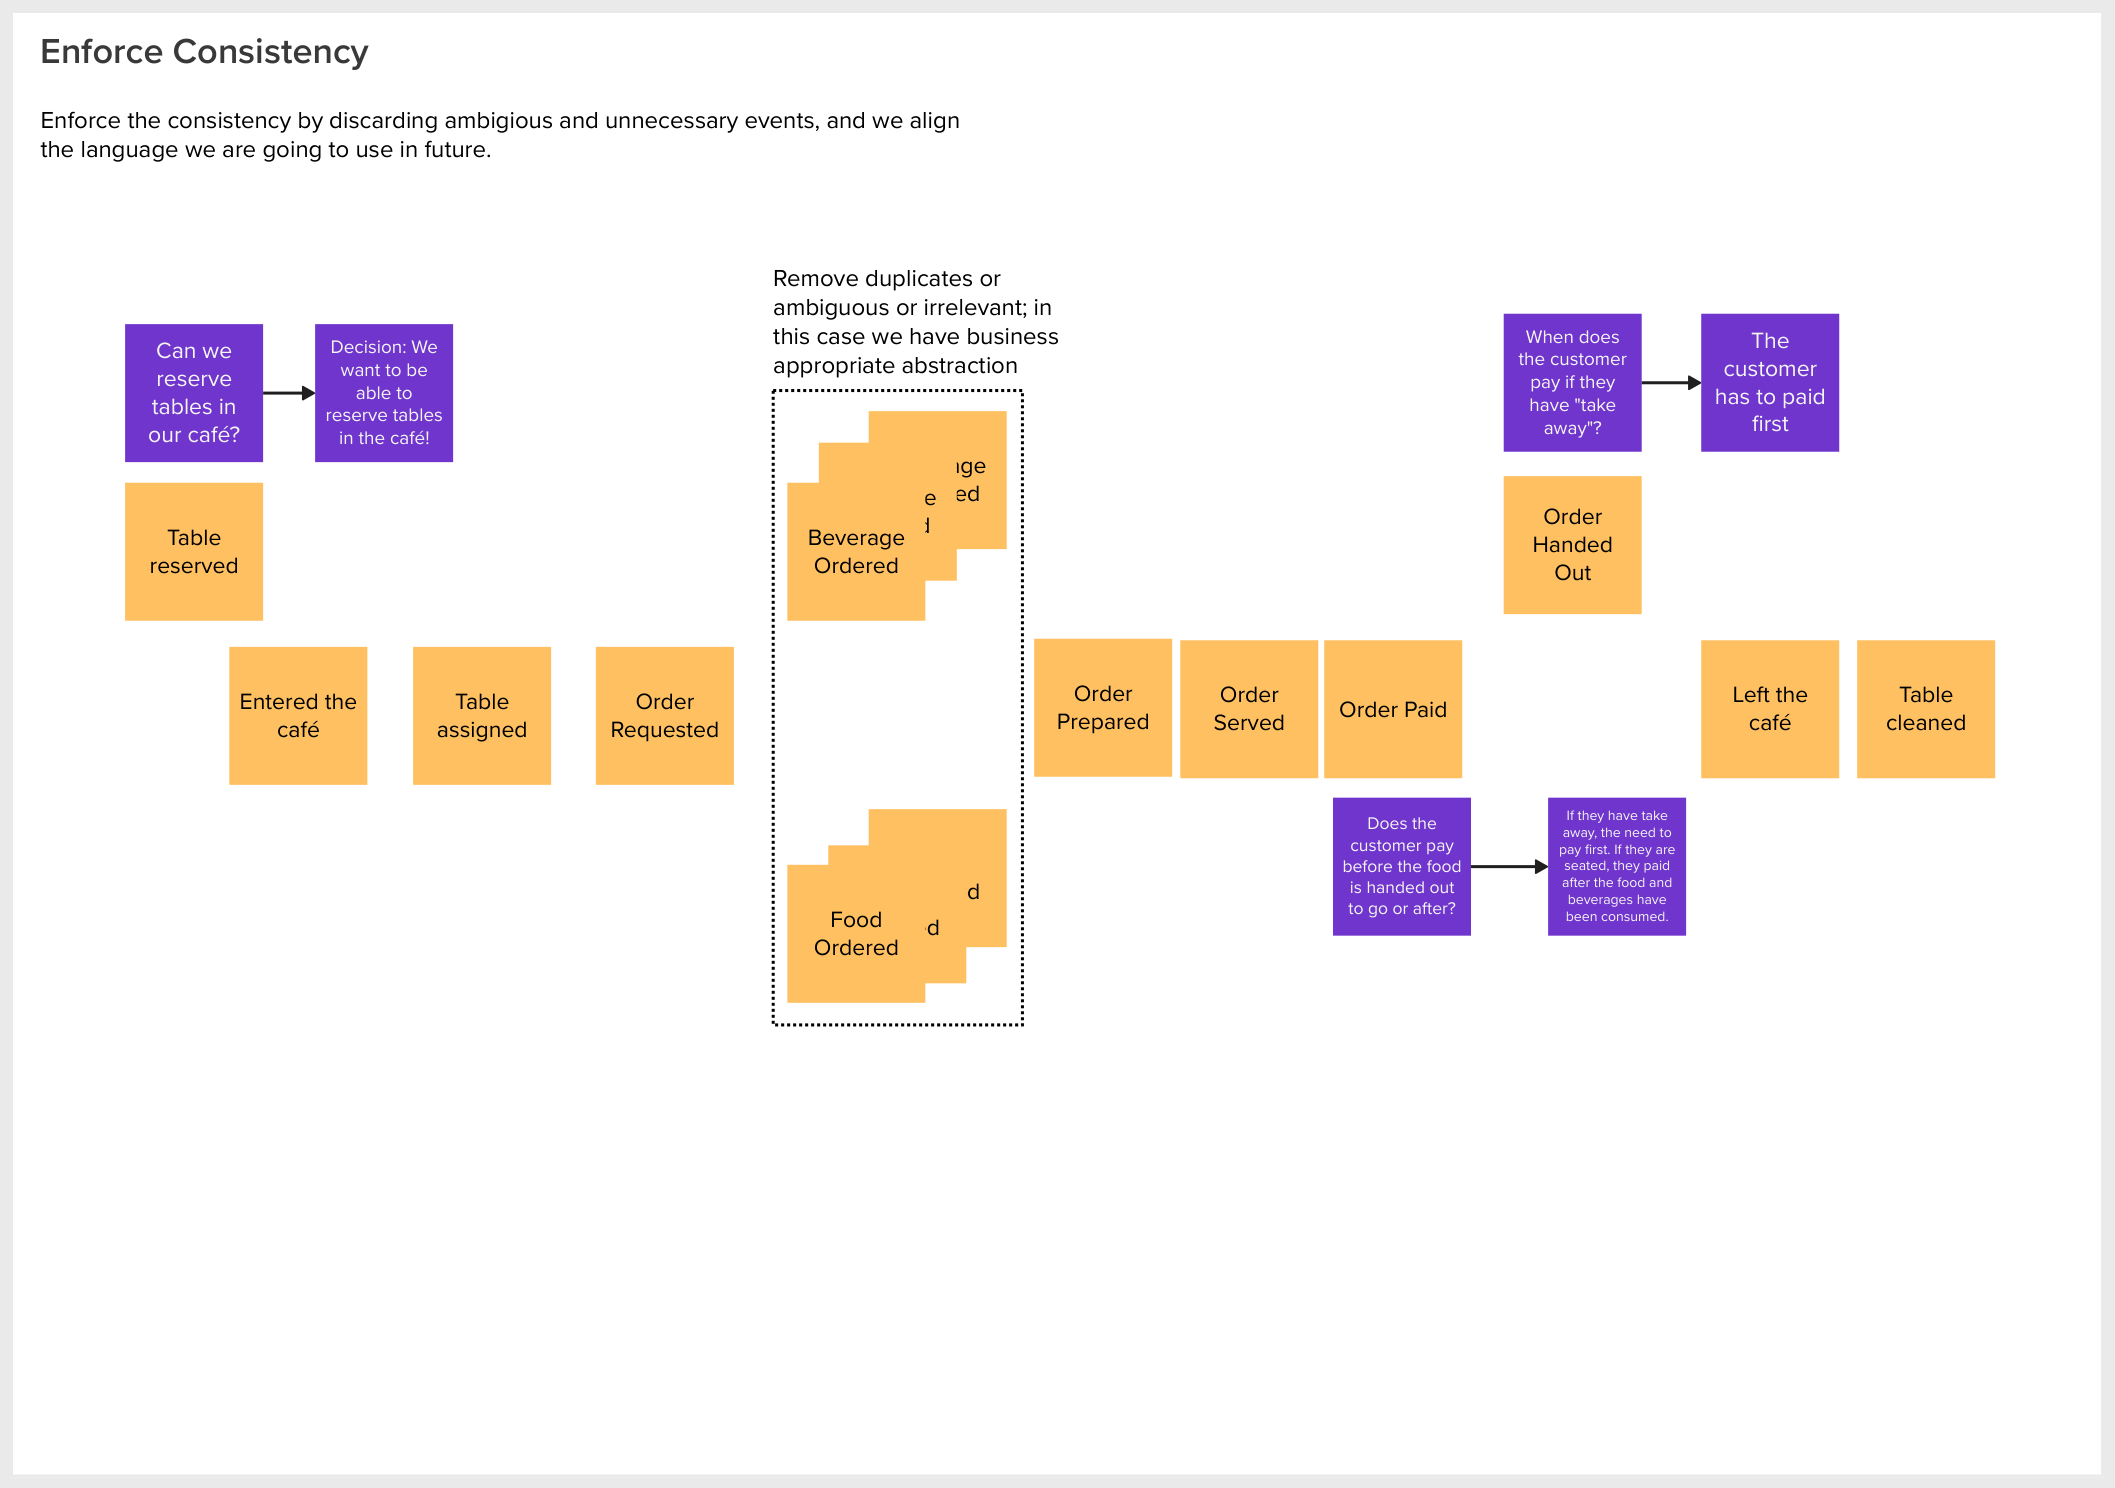 Enforce Consistency
Enforce the consistency by discarding ambigious and unnecessary events, and we align
the language we are going to use in future.
Remove duplicates or
ambiguous or irrelevant; in
this case we have business
appropriate abstraction
Can we
reserve
tables in
our café?
Decision: We
want to be
able to
reserve tables
in the café!
When does
the customer
pay if they
have "take
away"?
The
customer
has to paid
first
Table
reserved
Beverage
Ordered
Order
Handed
Out
Entered the
café
Table
assigned
Order
Requested
Order
Prepared
Order
Served
Order Paid
Left the
café
Table
cleaned
Food
Ordered
Does the
customer pay
before the food
is handed out
to go or after?
If they have take
away, the need to
pay first. If they are
seated, they paid
after the food and
beverages have
been consumed.